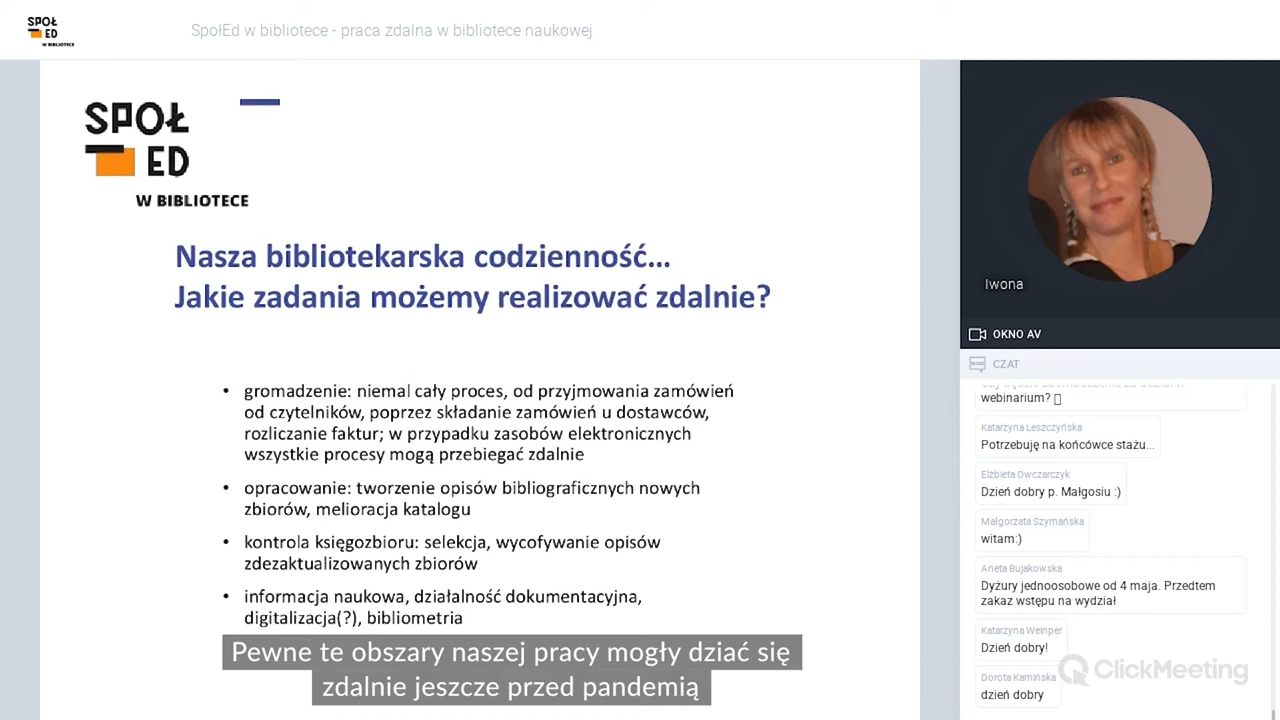 SPOŁ
ED
W BIBLIOTECE
SpołEd w bibliotece - praca zdalna w bibliotece naukowej
SPOŁ
ED
W BIBLIOTECE
Nasza bibliotekarska codzienność...
Jakie zadania możemy realizować zdalnie?
• gromadzenie: niemal cały proces, od przyjmowania zamówień
od czytelników, poprzez składanie zamówień u dostawców,
rozliczanie faktur; w przypadku zasobów elektronicznych
wszystkie procesy mogą przebiegać zdalnie
• opracowanie: tworzenie opisów bibliograficznych nowych
zbiorów, melioracja katalogu
• kontrola księgozbioru: selekcja, wycofywanie opisów
zdezaktualizowanych zbiorów
• informacja naukowa, działalność dokumentacyjna,
digitalizacja(?), bibliometria
Pewne te obszary naszej pracy mogły dziać się
zdalnie jeszcze przed pandemią
Iwona
OKNO AV
CZAT
webinarium?
Katarzyna Leszczyńska
Potrzebuję na końcówce stażu...
Elżbieta Owczarczyk
Dzień dobry p. Małgosiu :)
Małgorzata Szymańska
witam:)
Aneta Bujakowska
Dyżury jednoosobowe od 4 maja. Przedtem
zakaz wstępu na wydział
Katarzyna Weinper
Dzień dobry!
Dorota Kamińska
dzień dobry
ClickMeeting